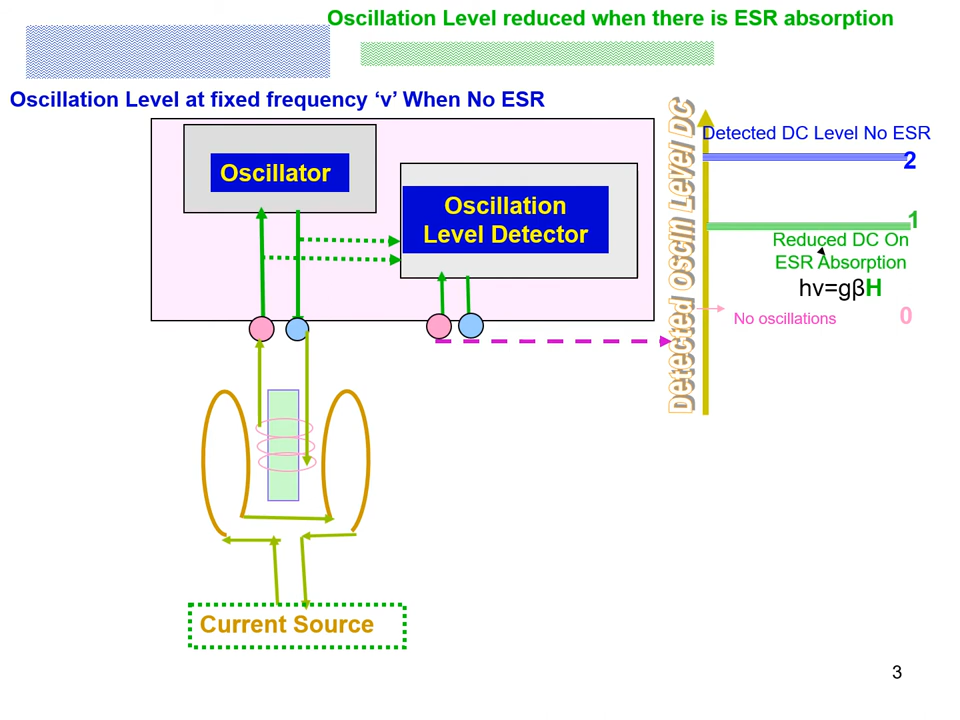 Oscillation Level reduced when there is ESR absorption
Oscillation Level at fixed frequency ‘ν’ When No ESR
Oscillator
Oscillation
Level Detector
Detected Oscln Level DC
Detected DC Level No ESR
2
1
Reduced DC On
ESR Absorption
hν=gβH
No oscillations
0
Current Source
3